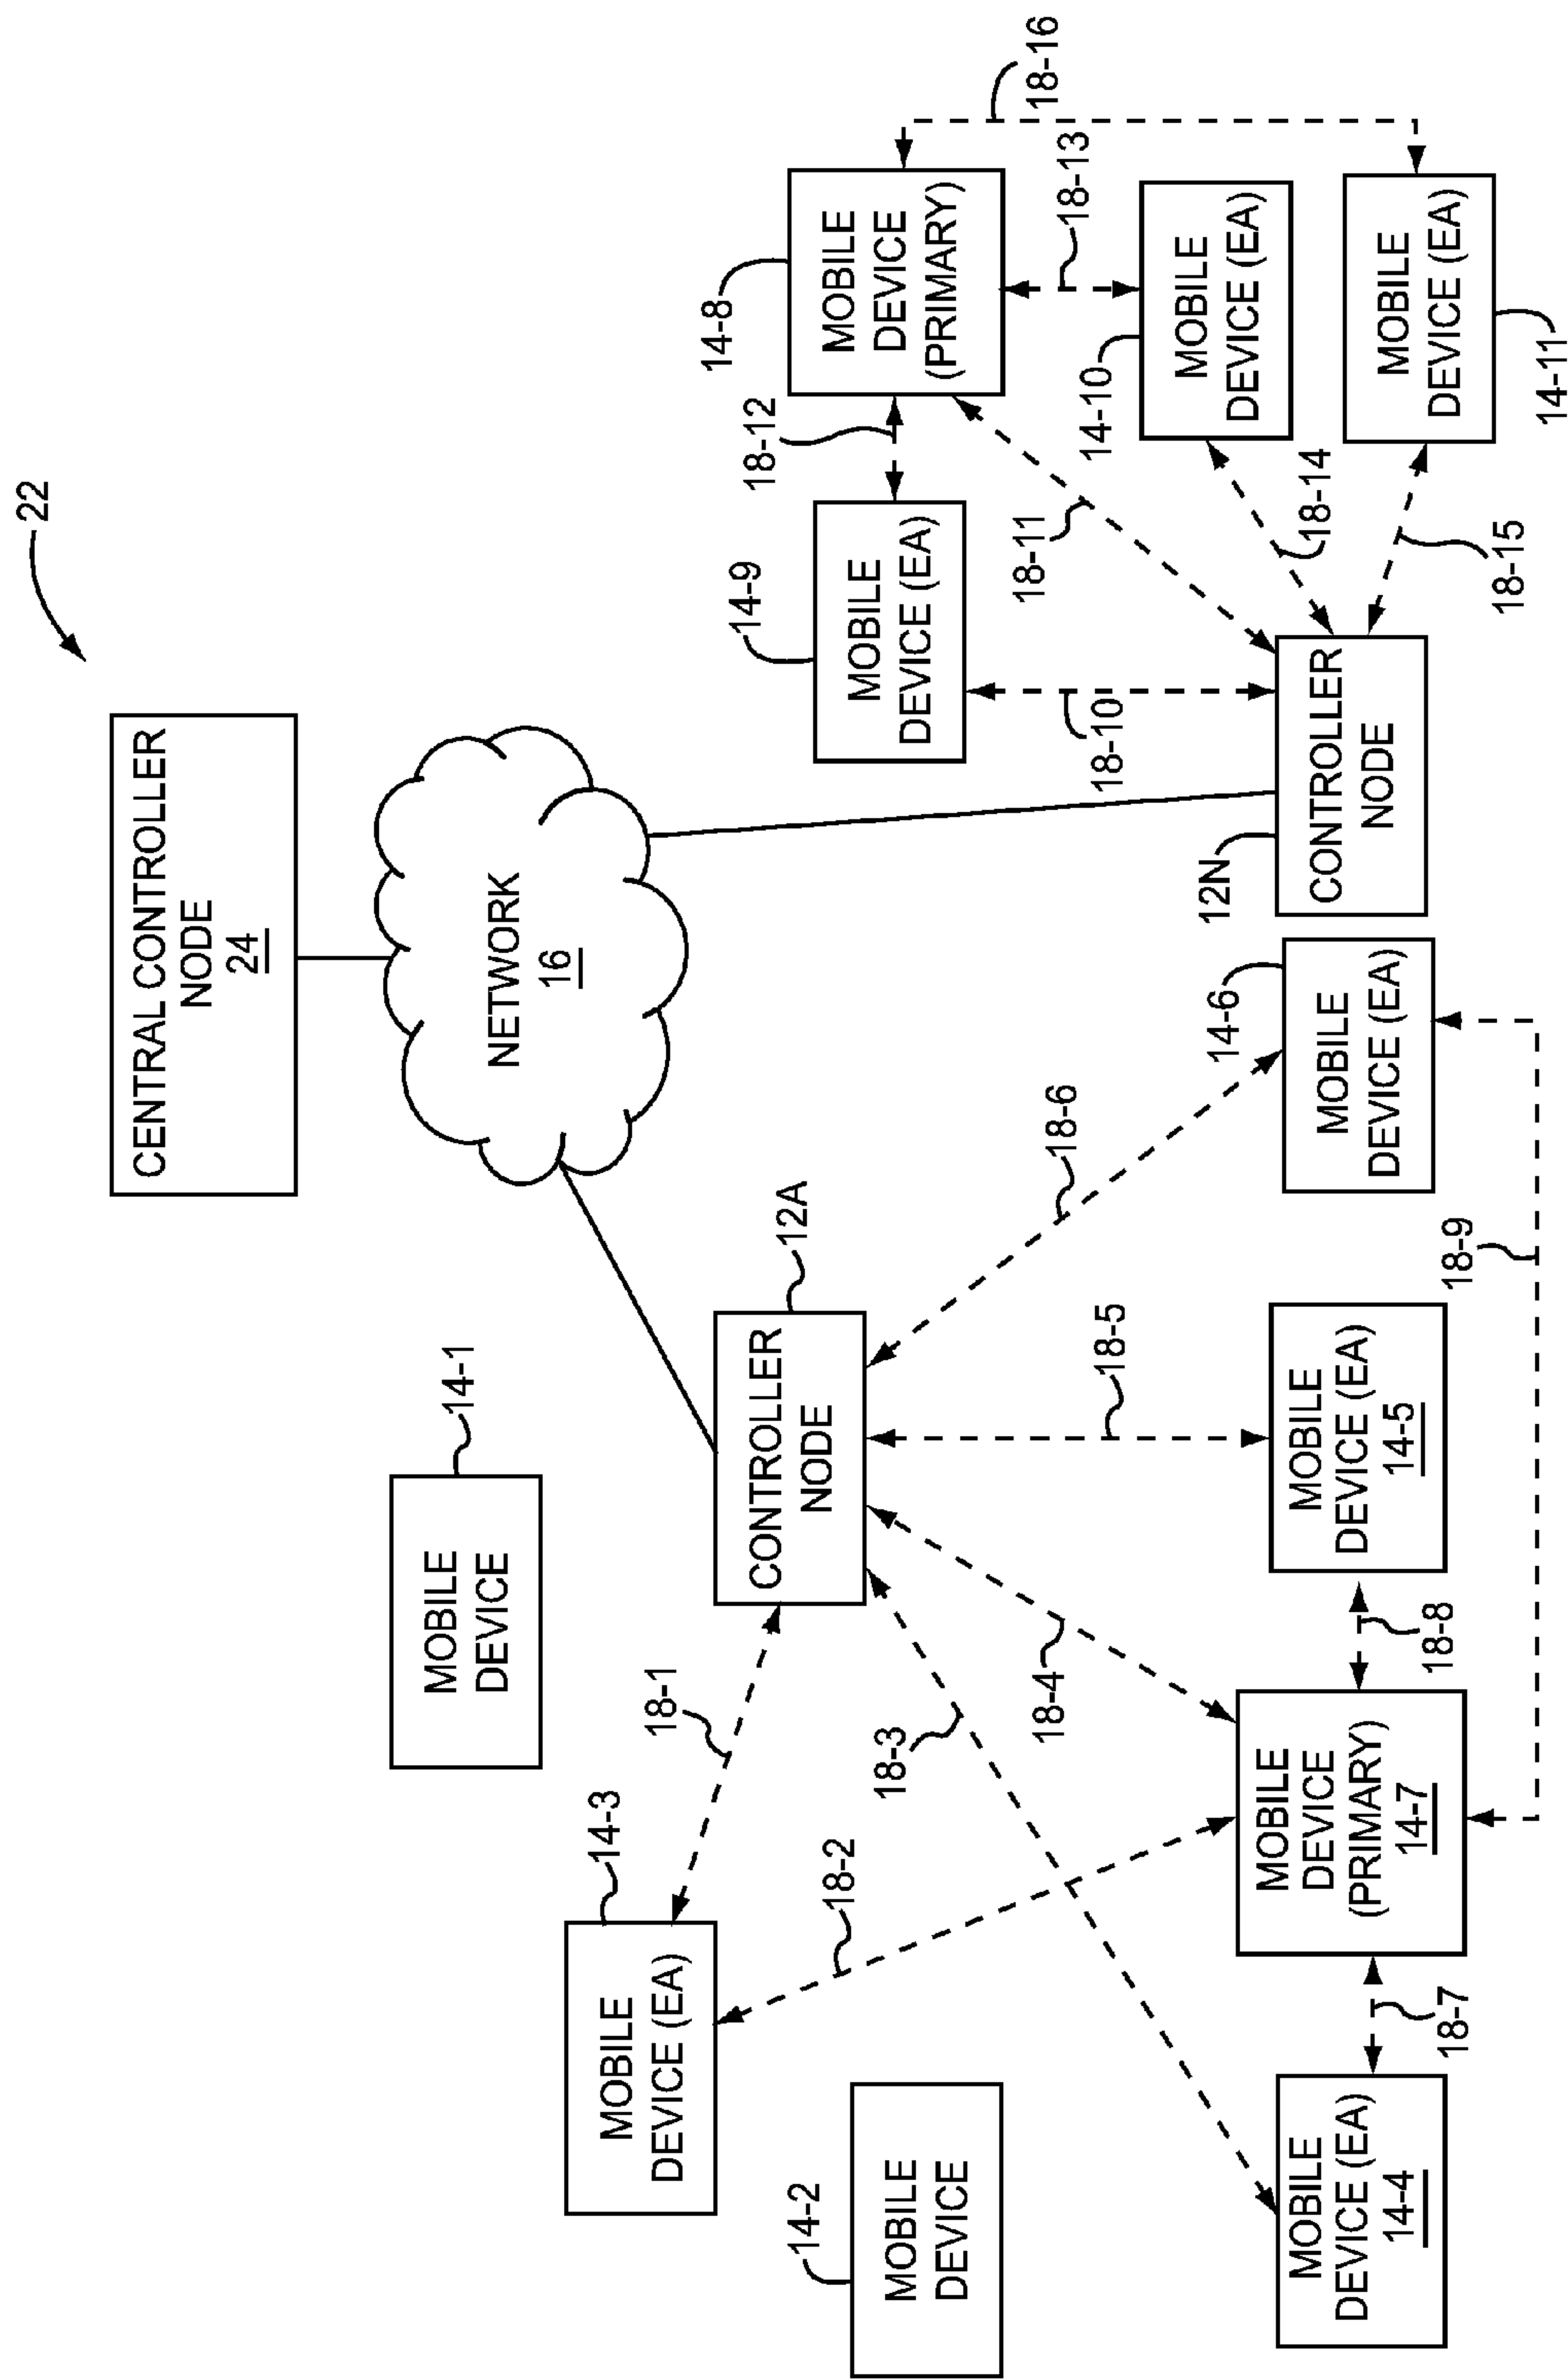 22
CENTRAL CONTROLLER
NODE
24
NETWORK
16
14-1
MOBILE
DEVICE
14-3
MOBILE
DEVICE (EA)
18-1
CONTROLLER
NODE
12A
14-9
MOBILE
DEVICE (EA)
18-12
14-8
MOBILE
DEVICE
(PRIMARY)
18-16
18-13
14-2
MOBILE
DEVICE
18-2
18-3
18-4
18-5
18-6
18-10
18-11
14-10
MOBILE
DEVICE (EA)
12N
CONTROLLER
NODE
18-14
MOBILE
DEVICE (EA)
14-11
18-15
MOBILE
DEVICE (EA)
14-4
18-7
MOBILE
DEVICE
(PRIMARY)
14-7
18-8
MOBILE
DEVICE (EA)
14-5
14-6
MOBILE
DEVICE (EA)
18-9